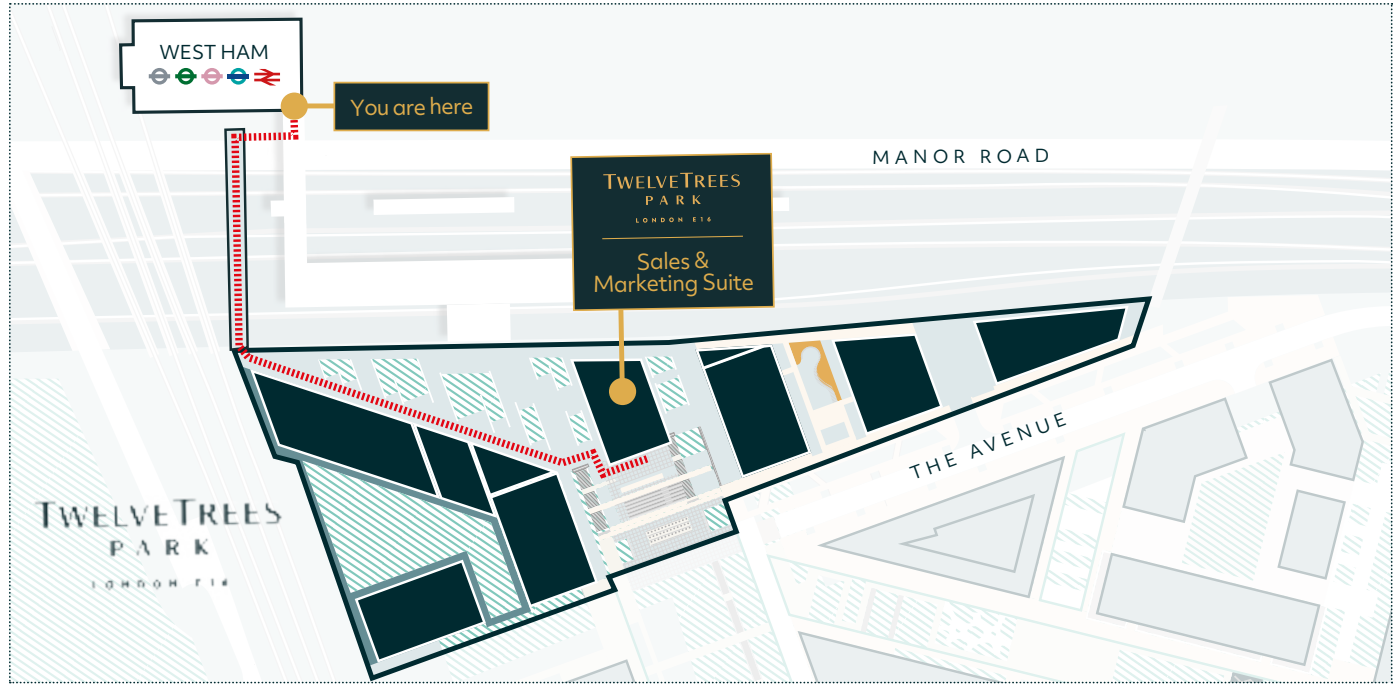 WEST HAM
You are here
MANOR ROAD
TWELVETREES
PARK
LONDON E16
Sales &
Marketing Suite
THE AVENUE
TWELVETREES
PARK
LONDON E16